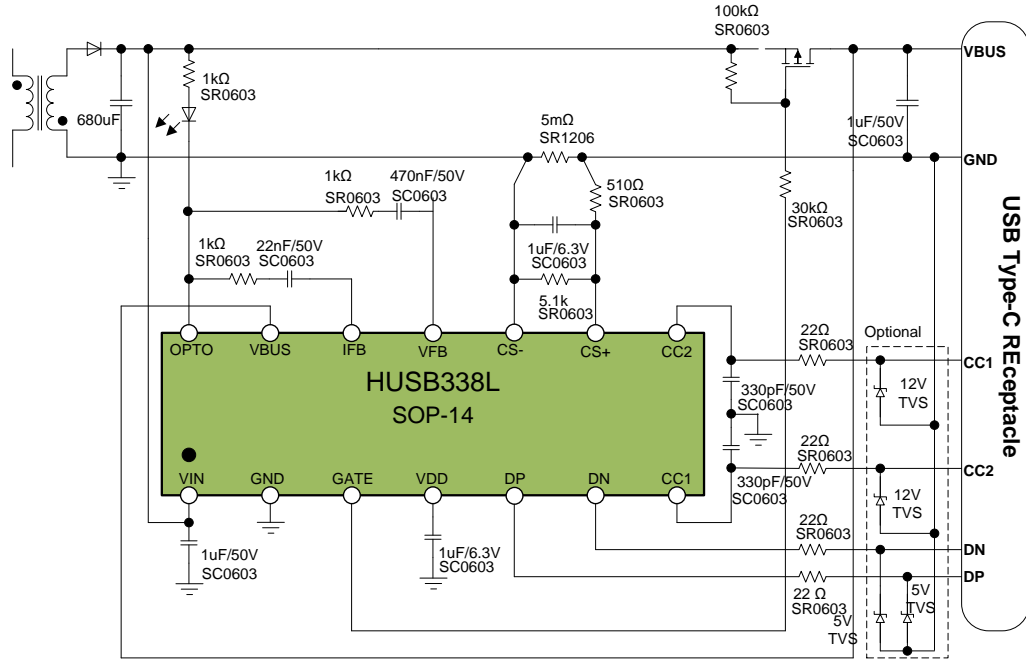 100kΩ
SR0603
VBUS
1kΩ
SR0603
680uF
5mΩ
SR1206
1uF/50V
SC0603
GND
1kΩ
SR0603
470nF/50V
SC0603
510Ω
SR0603
30kΩ
SR0603
1kΩ
SR0603
22nF/50V
SC0603
1uF/6.3V
SC0603
5.1k
SR0603
USB Type-C REceptacle
OPTO
VBUS
IFB
VFB
CS-
CS+
CC2
22Ω
SR0603
Optional
CC1
HUSB338L
SOP-14
330pF/50V
SC0603
12V
TVS
22Ω
SR0603
CC2
VIN
GND
GATE
VDD
DP
DN
CC1
330pF/50V
SC0603
12V
TVS
1uF/50V
SC0603
1uF/6.3V
SC0603
22Ω
SR0603
DN
DP
22 Ω
SR0603
5V
TVS
5V
TVS